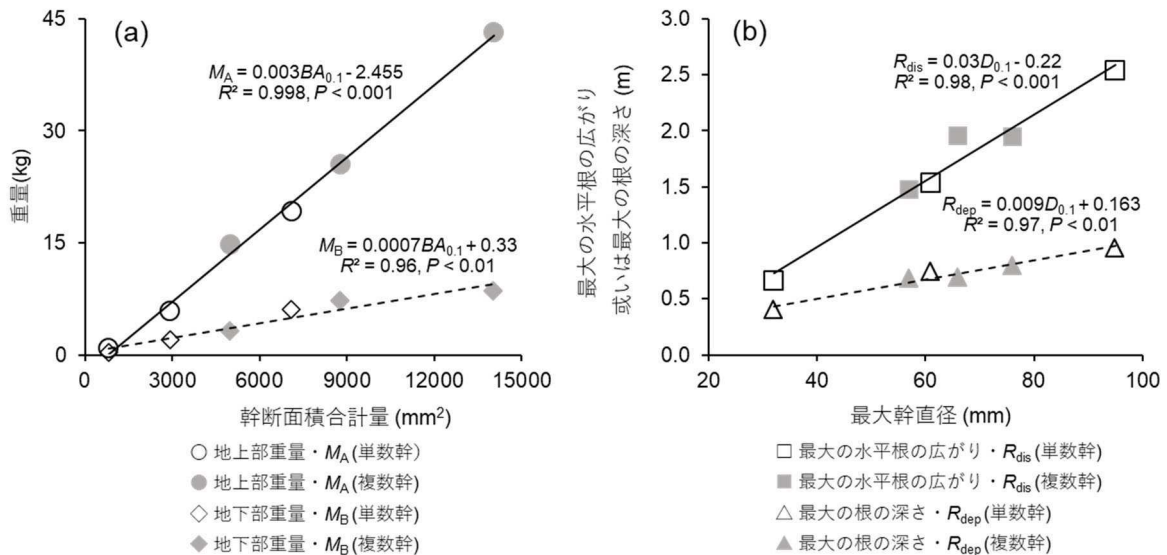 (a)
45
30
15
0
重量(kg)
M_A = 0.003BA_0.1 - 2.455
R² = 0.998, P < 0.001
M_B = 0.0007BA_0.1 + 0.33
R² = 0.96, P < 0.01
0 3000 6000 9000 12000 15000
幹断面積合計量 (mm²)
地上部重量・M_A (単数幹)
地上部重量・M_A (複数幹)
地下部重量・M_B (単数幹)
地下部重量・M_B (複数幹)
(b)
3.0
2.5
2.0
1.5
1.0
0.5
0.0
最大の水平根の広がり
或いは最大の根の深さ (m)
R_dis = 0.03D_0.1 - 0.22
R² = 0.98, P < 0.001
R_dep = 0.009D_0.1 + 0.163
R² = 0.97, P < 0.01
20 40 60 80 100
最大幹直径 (mm)
最大の水平根の広がり・R_dis (単数幹)
最大の水平根の広がり・R_dis (複数幹)
最大の根の深さ・R_dep (単数幹)
最大の根の深さ・R_dep (複数幹)